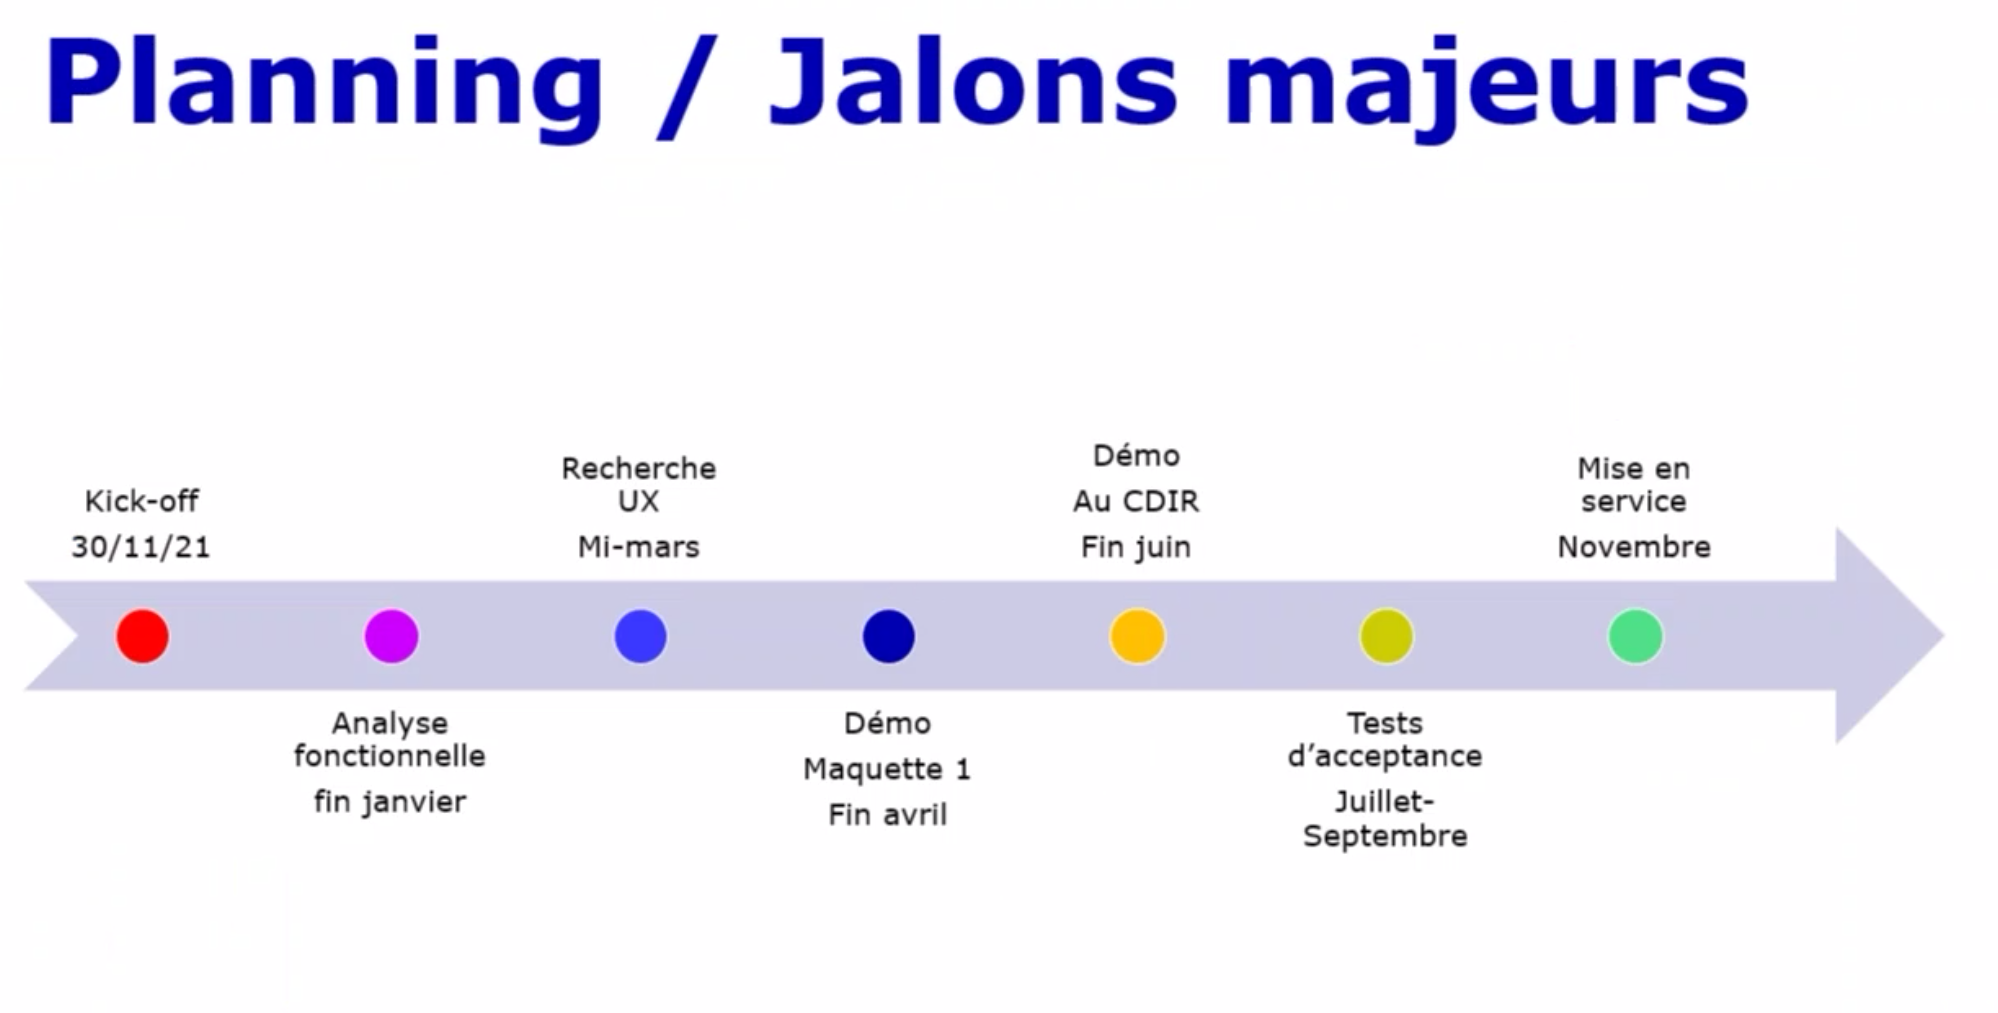 Planning / Jalons majeurs
Kick-off
30/11/21
Analyse
fonctionnelle
fin janvier
Recherche
UX
Mi-mars
Démo
Maquette 1
Fin avril
Démo
Au CDIR
Fin juin
Tests
d’acceptance
Juillet-
Septembre
Mise en
service
Novembre